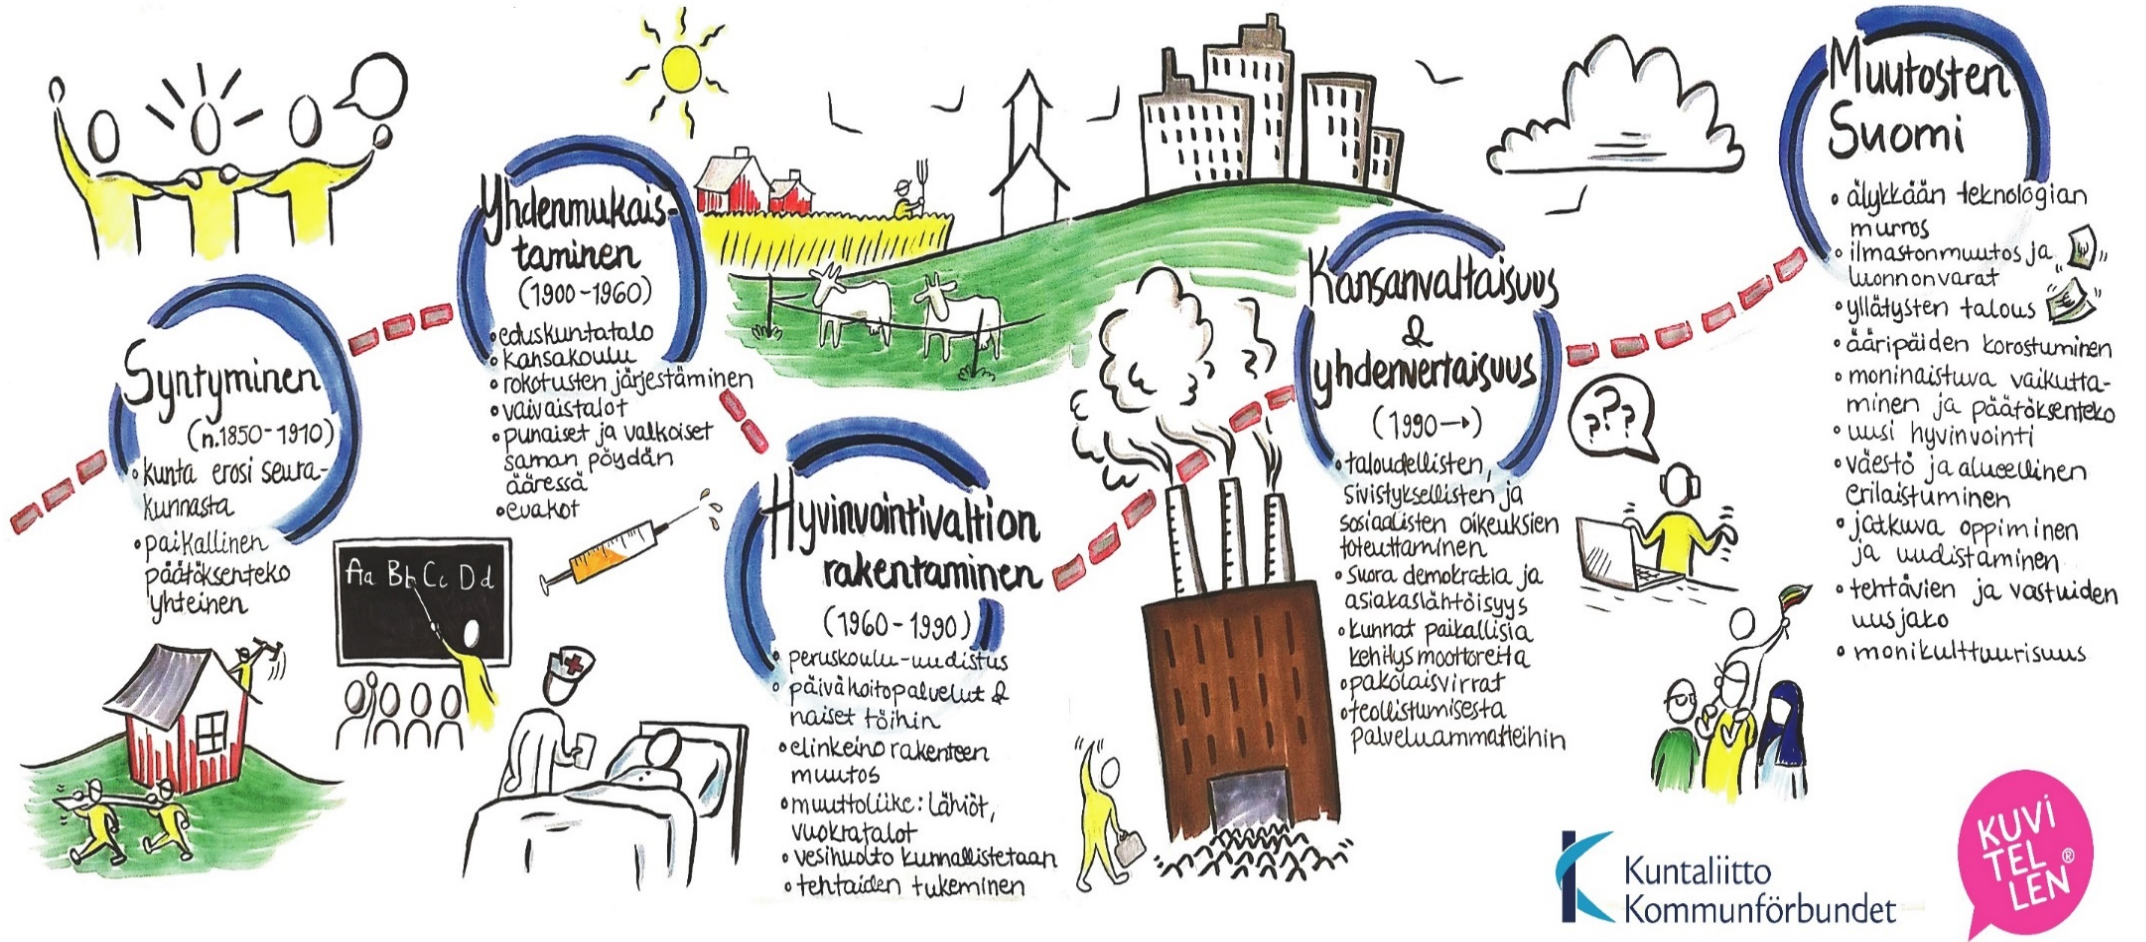 Syntyminen
(n.1850-1910)
• kunta erosi seura-
kunnasta
• paikallinen
päätöksenteko
yhteinen
Aa Bb Cc Dd
Yhdenmukais-
taminen
(1900-1960)
• eduskuntatalo
• kansakoulu
• rokotusten järjestäminen
• vaivaistalot
• punaiset ja valkoiset
saman pöydän
ääressä
• evakot
Hyvinvointivaltion
rakentaminen
(1960-1990)
• peruskoulu-uudistus
• päivähoitopalvelut &
naiset töihin
• elinkeinorakenteen
muutos
• muuttoliike: lähiöt,
vuokratalot
• vesihuolto kunnallistetaan
• tehtaiden tukeminen
Kansanvaltaisuus
&
yhdenvertaisuus
(1990→)
• taloudellisten,
sivistyksellisten ja
sosiaalisten oikeuksien
toteuttaminen
• suora demokratia ja
asiakaslähtöisyys
• kunnat paikallisia
kehitysmoottoreita
• pakolaisvirrat
• teollistumisesta
palveluammatteihin
???
Muutosten
Suomi
• älykkään teknologian
murros
• ilmastonmuutos ja
luonnonvarat
• yllätysten talous
• ääripäiden korostuminen
• moninaistuva vaikutta-
minen ja päätöksenteko
• uusi hyvinvointi
• väestö ja alueellinen
erilaistuminen
• jatkuva oppiminen
ja uudistaminen
• tehtävien ja vastuiden
uusjako
• monikulttuurisuus
Kuntaliitto
Kommunförbundet
KUVI
TEL
LEN®